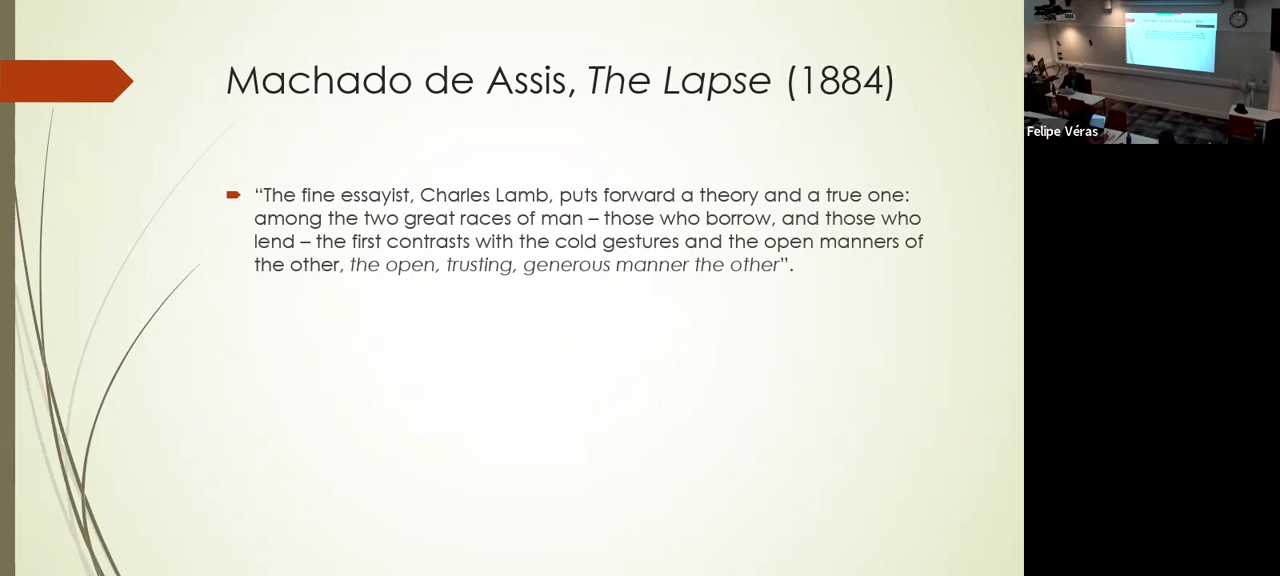 Machado de Assis, The Lapse (1884)
“The fine essayist, Charles Lamb, puts forward a theory and a true one:
among the two great races of man – those who borrow, and those who
lend – the first contrasts with the cold gestures and the open manners of
the other, the open, trusting, generous manner the other”.
Felipe Véras